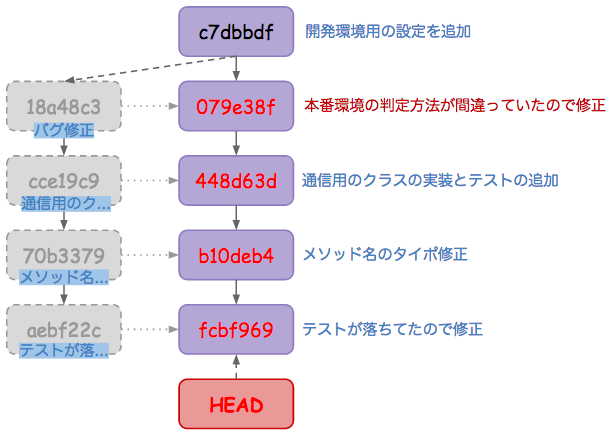 c7dbbdf 開発環境用の設定を追加
18a48c3 079e38f 本番環境の判定方法が間違っていたので修正
バグ修正
cce19c9 448d63d 通信用のクラスの実装とテストの追加
通信用のク...
70b3379 b10deb4 メソッド名のタイポ修正
メソッド名...
aebf22c fcbf969 テストが落ちてたので修正
テストが落...
HEAD